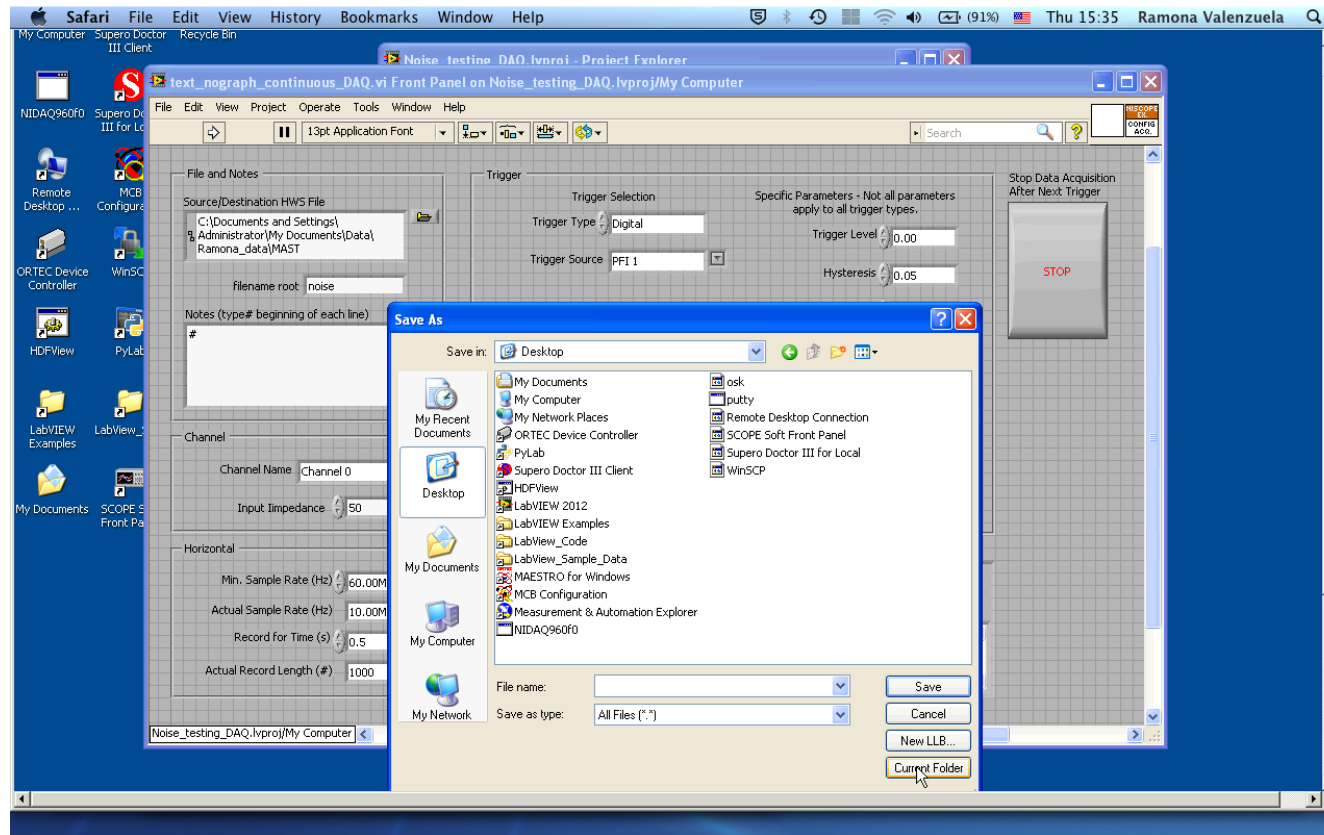 Safari File Edit View History Bookmarks Window Help (91%) Thu 15:35 Ramona Valenzuela
My Computer Supero Doctor III Client Recycle Bin
Noise_testing_DAQ.lvproj - Project Explorer
text_nograph_continuous_DAQ.vi Front Panel on Noise_testing_DAQ.lvproj/My Computer
File Edit View Project Operate Tools Window Help
13pt Application Font
Search
NISCOPE
EX.
CONFIG
ACQ.
NIDAQ960f0
Supero Do
III for Lo
Remote
Desktop ...
MCB
Configura
ORTEC Device
Controller
WinSC
HDFView
PyLab
LabVIEW
Examples
LabView_S
My Documents
SCOPE S
Front Pa
File and Notes
Source/Destination HWS File
C:\Documents and Settings\
Administrator\My Documents\Data\
Ramona_data\MAST
filename root noise
Notes (type# beginning of each line)
#
Channel
Channel Name Channel 0
Input Iimpedance 50
Horizontal
Min. Sample Rate (Hz) 60.00M
Actual Sample Rate (Hz) 10.00M
Record for Time (s) 0.5
Actual Record Length (#) 1000
Trigger
Trigger Selection
Trigger Type Digital
Trigger Source PFI 1
Specific Parameters - Not all parameters
apply to all trigger types.
Trigger Level 0.00
Hysteresis 0.05
Stop Data Acquisition
After Next Trigger
STOP
Save As
Save in: Desktop
My Recent
Documents
Desktop
My Documents
My Computer
My Network
My Documents
My Computer
My Network Places
ORTEC Device Controller
PyLab
Supero Doctor III Client
HDFView
LabVIEW 2012
LabVIEW Examples
LabView_Code
LabView_Sample_Data
MAESTRO for Windows
MCB Configuration
Measurement & Automation Explorer
NIDAQ960f0
osk
putty
Remote Desktop Connection
SCOPE Soft Front Panel
Supero Doctor III for Local
WinSCP
File name:
Save as type: All Files (*.*)
Save
Cancel
New LLB...
Current Folder
Noise_testing_DAQ.lvproj/My Computer